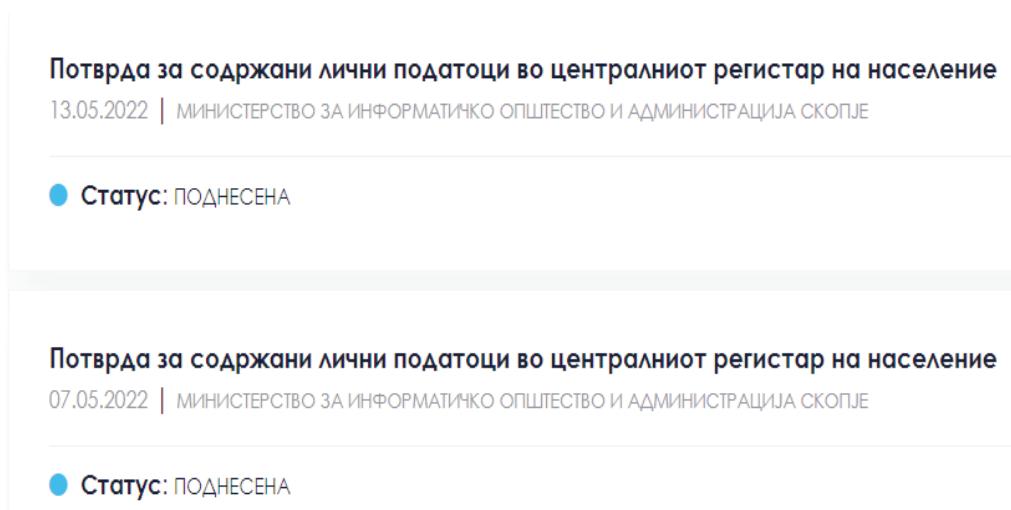 Потврда за содржани лични податоци во централниот регистар на население
13.05.2022 | МИНИСТЕРСТВО ЗА ИНФОРМАТИЧКО ОПШТЕСТВО И АДМИНИСТРАЦИЈА СКОПЈЕ
Статус: ПОДНЕСЕНА
Потврда за содржани лични податоци во централниот регистар на население
07.05.2022 | МИНИСТЕРСТВО ЗА ИНФОРМАТИЧКО ОПШТЕСТВО И АДМИНИСТРАЦИЈА СКОПЈЕ
Статус: ПОДНЕСЕНА